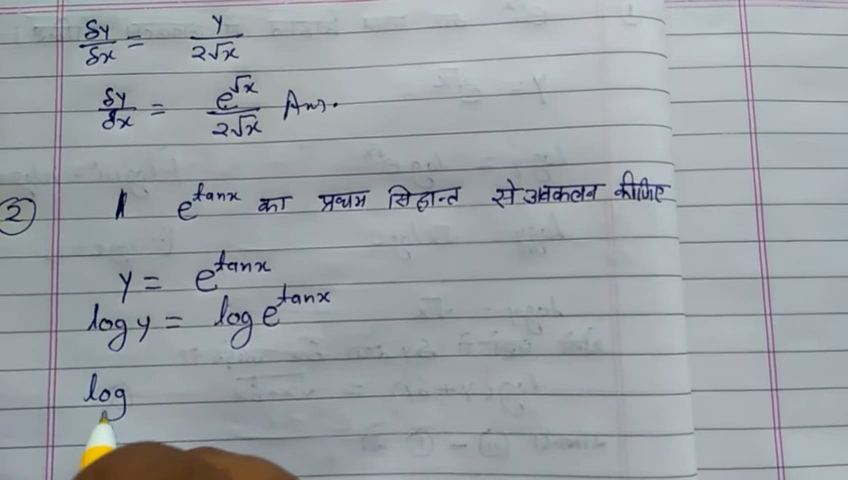 δy/δx = y/2√x
δy/δx = e^√x/2√x Ans.
② e^tanx का प्रथम सिद्धान्त से अवकलन कीजिए
y = e^tanx
log y = log e^tanx
log